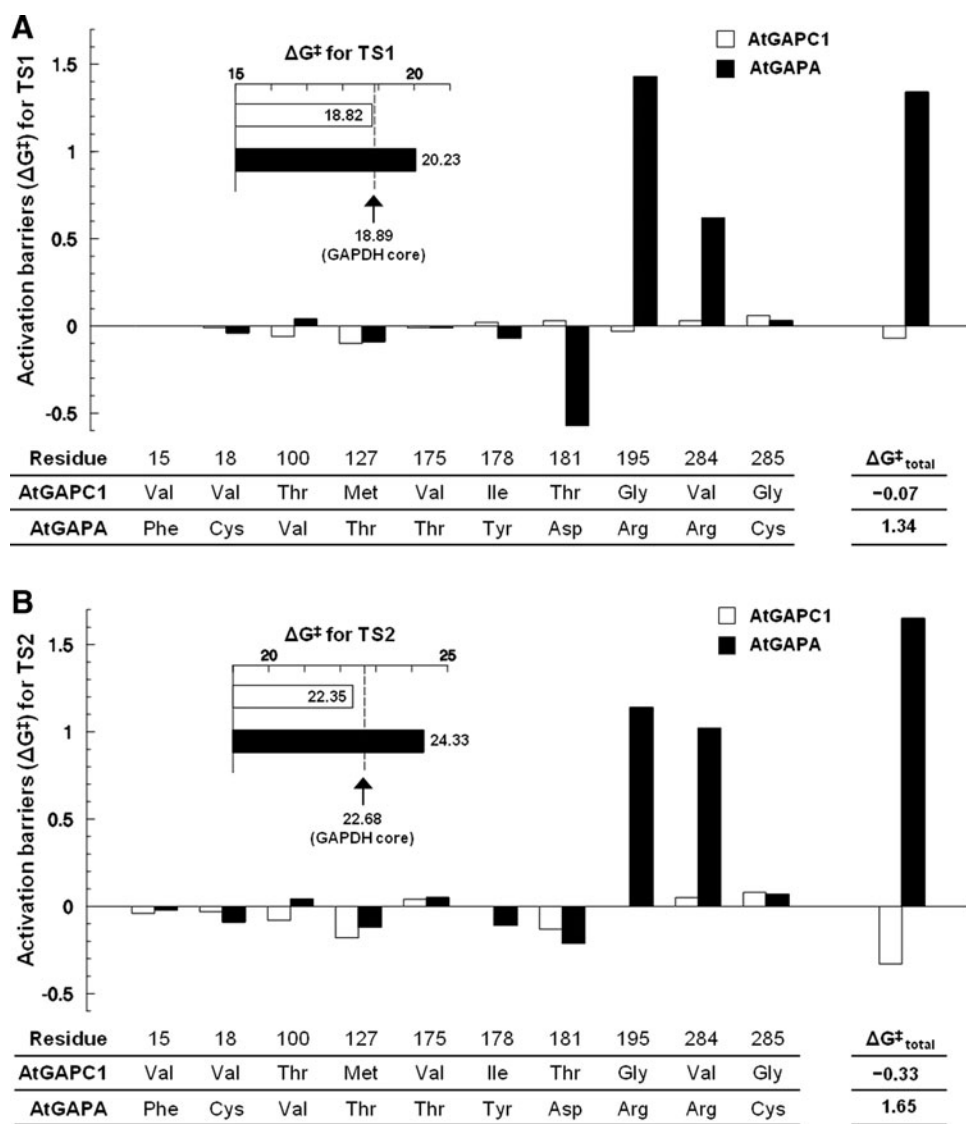 A
Activation barriers (ΔG‡) for TS1
1.5
1
0.5
0
-0.5
ΔG‡ for TS1
15 20
18.82
20.23
18.89
(GAPDH core)
AtGAPC1
AtGAPA
Residue 15 18 100 127 175 178 181 195 284 285 ΔG‡total
AtGAPC1 Val Val Thr Met Val Ile Thr Gly Val Gly −0.07
AtGAPA Phe Cys Val Thr Thr Tyr Asp Arg Arg Cys 1.34
B
Activation barriers (ΔG‡) for TS2
1.5
1
0.5
0
-0.5
ΔG‡ for TS2
20 25
22.35
24.33
22.68
(GAPDH core)
AtGAPC1
AtGAPA
Residue 15 18 100 127 175 178 181 195 284 285 ΔG‡total
AtGAPC1 Val Val Thr Met Val Ile Thr Gly Val Gly −0.33
AtGAPA Phe Cys Val Thr Thr Tyr Asp Arg Arg Cys 1.65